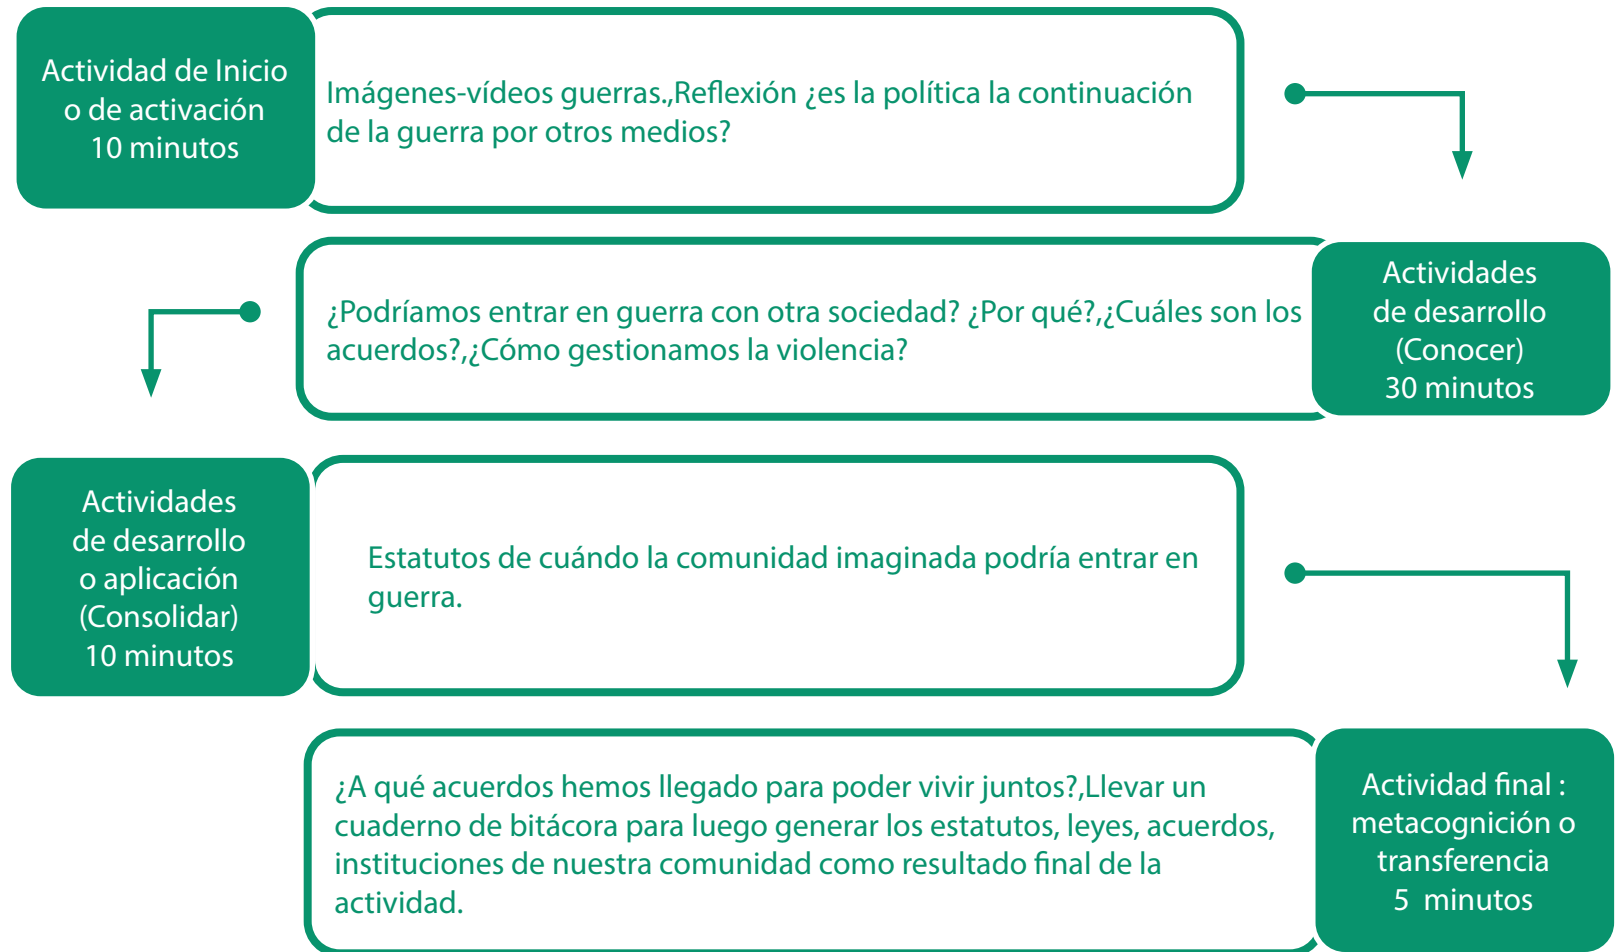 Actividad de Inicio
o de activación
10 minutos
Imágenes-vídeos guerras.,Reflexión ¿es la política la continuación
de la guerra por otros medios?
¿Podríamos entrar en guerra con otra sociedad? ¿Por qué?,¿Cuáles son los
acuerdos?,¿Cómo gestionamos la violencia?
Actividades
de desarrollo
(Conocer)
30 minutos
Actividades
de desarrollo
o aplicación
(Consolidar)
10 minutos
Estatutos de cuándo la comunidad imaginada podría entrar en
guerra.
¿A qué acuerdos hemos llegado para poder vivir juntos?,Llevar un
cuaderno de bitácora para luego generar los estatutos, leyes, acuerdos,
instituciones de nuestra comunidad como resultado final de la
actividad.
Actividad final :
metacognición o
transferencia
5  minutos